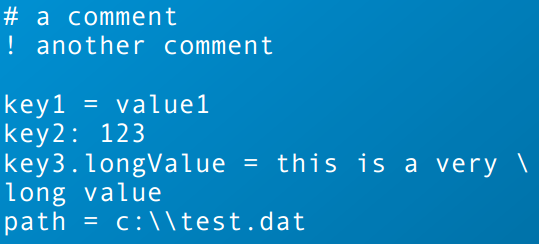 # a comment
! another comment
key1 = value1
key2: 123
key3.longValue = this is a very \
long value
path = c:\\test.dat